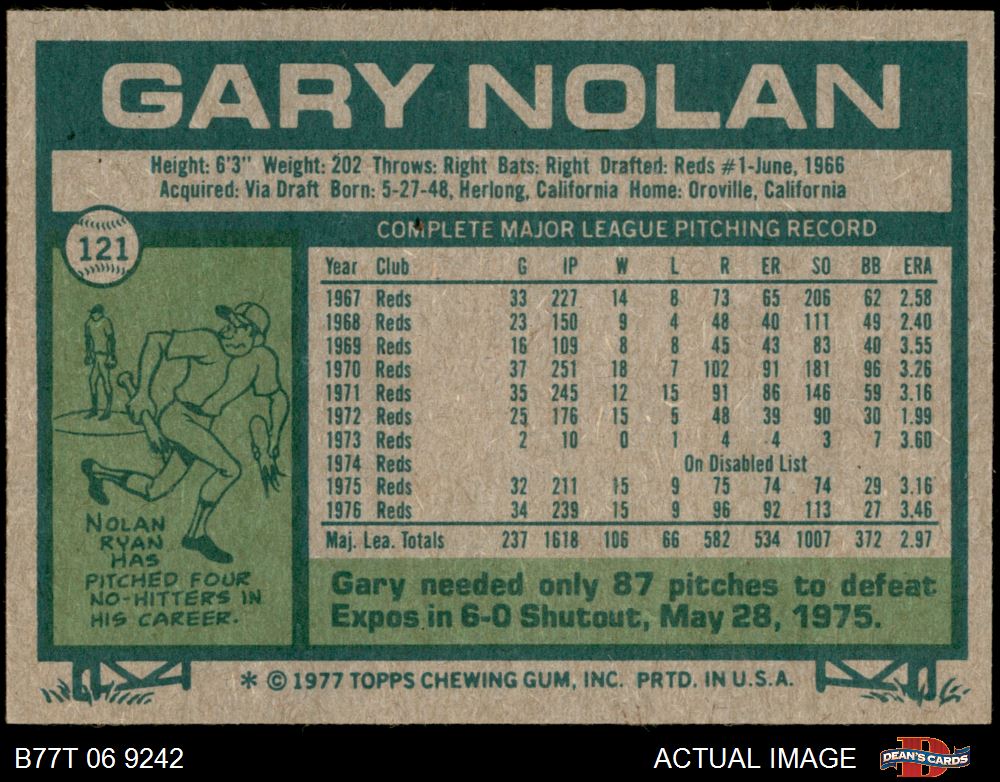 GARY NOLAN
Height: 6'3" Weight: 202 Throws: Right Bats: Right Drafted: Reds #1-June, 1966
Acquired: Via Draft Born: 5-27-48, Herlong, California Home: Oroville, California
121
COMPLETE MAJOR LEAGUE PITCHING RECORD
Year Club G IP W L R ER SO BB ERA
1967 Reds 33 227 14 8 73 65 206 62 2.58
1968 Reds 23 150 9 4 48 40 111 49 2.40
1969 Reds 16 109 8 8 45 43 83 40 3.55
1970 Reds 37 251 18 7 102 91 181 96 3.26
1971 Reds 35 245 12 15 91 86 146 59 3.16
1972 Reds 25 176 15 5 48 39 90 30 1.99
1973 Reds 2 10 0 1 4 4 3 7 3.60
1974 Reds On Disabled List
1975 Reds 32 211 15 9 75 74 74 29 3.16
1976 Reds 34 239 15 9 96 92 113 27 3.46
Maj. Lea. Totals 237 1618 106 66 582 534 1007 372 2.97
NOLAN
RYAN
HAS
PITCHED FOUR
NO-HITTERS IN
HIS CAREER.
Gary needed only 87 pitches to defeat
Expos in 6-0 Shutout, May 28, 1975.
* © 1977 TOPPS CHEWING GUM, INC. PRTD. IN U.S.A.
B77T 06 9242
ACTUAL IMAGE
DEAN'S CARDS